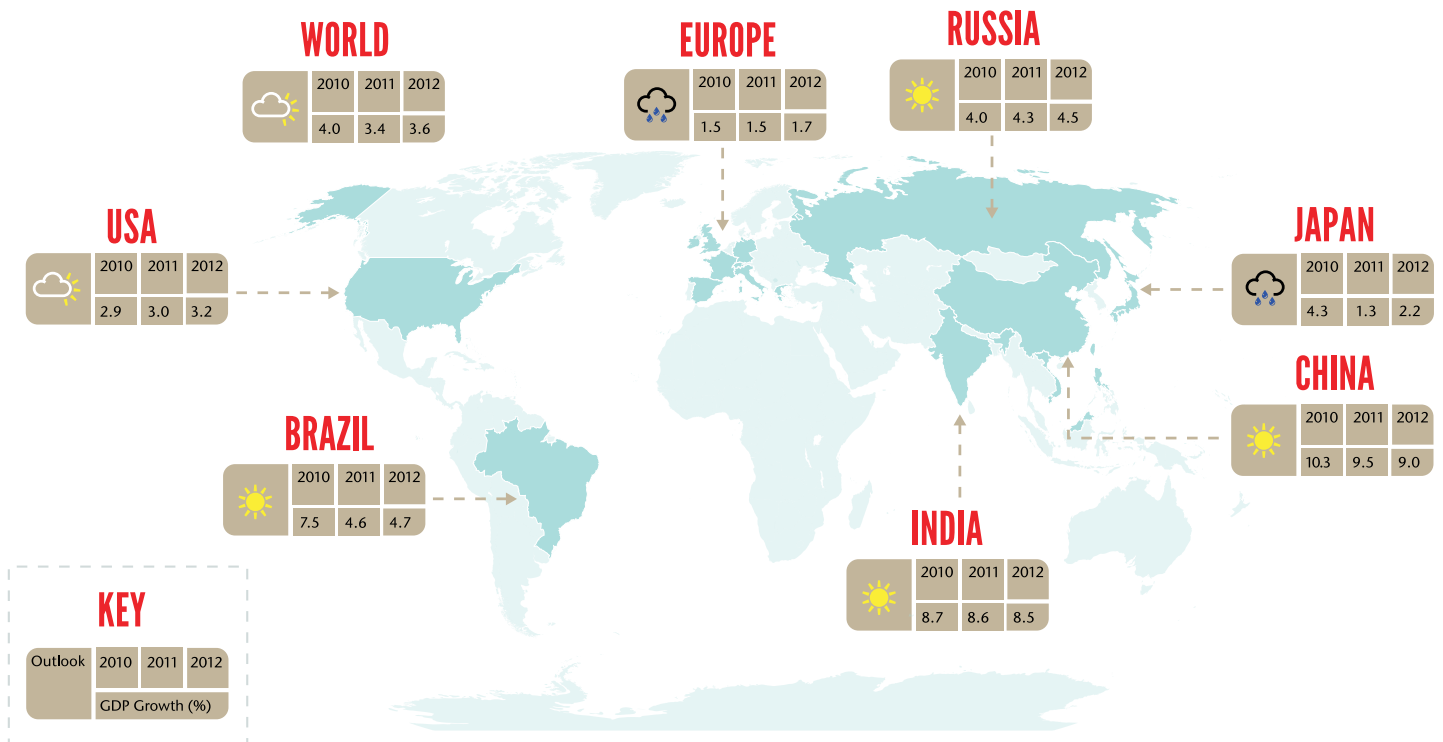 WORLD
2010 2011 2012
4.0 3.4 3.6
EUROPE
2010 2011 2012
1.5 1.5 1.7
RUSSIA
2010 2011 2012
4.0 4.3 4.5
USA
2010 2011 2012
2.9 3.0 3.2
JAPAN
2010 2011 2012
4.3 1.3 2.2
CHINA
2010 2011 2012
10.3 9.5 9.0
BRAZIL
2010 2011 2012
7.5 4.6 4.7
INDIA
2010 2011 2012
8.7 8.6 8.5
KEY
Outlook 2010 2011 2012
GDP Growth (%)